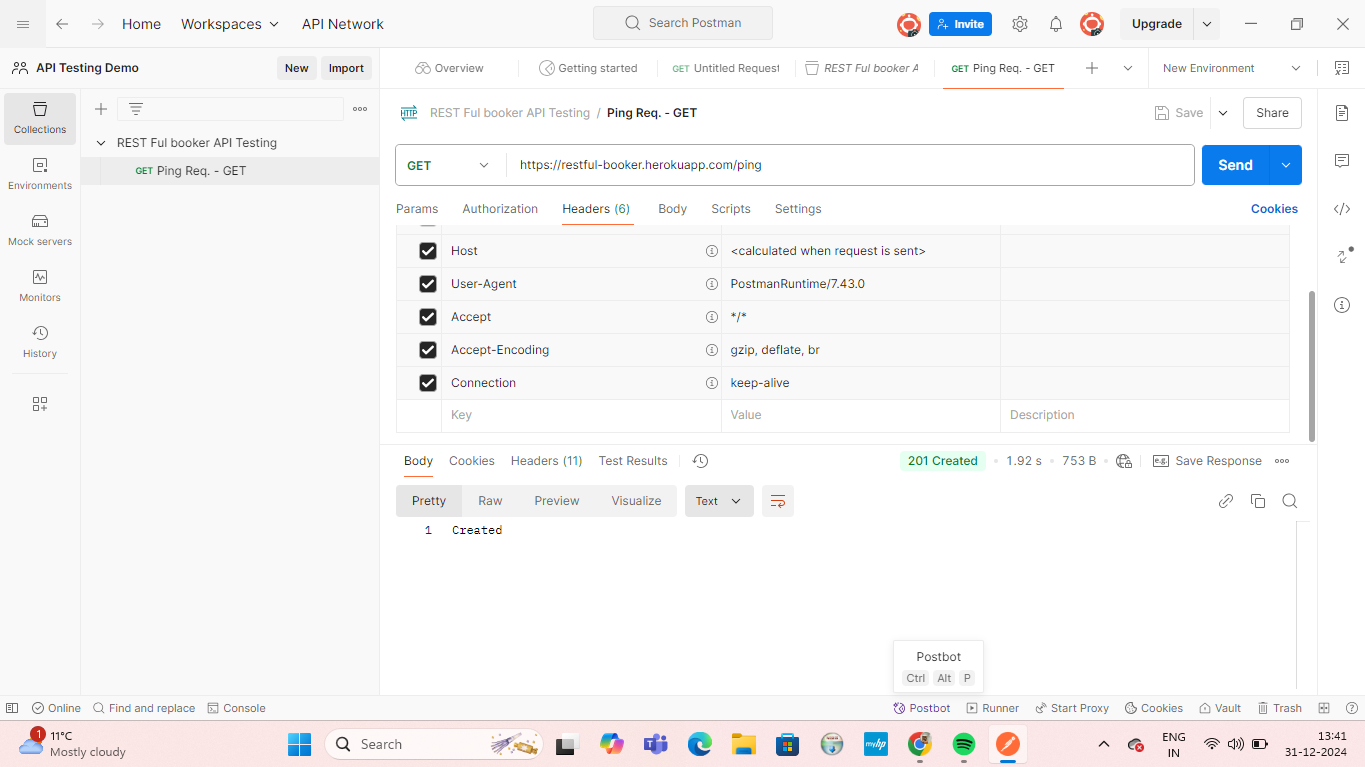 Home Workspaces API Network Search Postman Invite Upgrade
API Testing Demo New Import Overview Getting started GET Untitled Request REST Ful booker A GET Ping Req. - GET New Environment
Collections
Environments
Mock servers
Monitors
History
REST Ful booker API Testing
GET Ping Req. - GET
HTTP REST Ful booker API Testing / Ping Req. - GET Save Share
GET https://restful-booker.herokuapp.com/ping Send
Params Authorization Headers (6) Body Scripts Settings Cookies
Host <calculated when request is sent>
User-Agent PostmanRuntime/7.43.0
Accept */*
Accept-Encoding gzip, deflate, br
Connection keep-alive
Key Value Description
Body Cookies Headers (11) Test Results 201 Created • 1.92 s • 753 B • e.g. Save Response
Pretty Raw Preview Visualize Text
1 Created
Postbot
Ctrl Alt P
Online Find and replace Console Postbot Runner Start Proxy Cookies Vault Trash
1 11°C
Mostly cloudy
Search
myhp
ENG
IN
13:41
31-12-2024